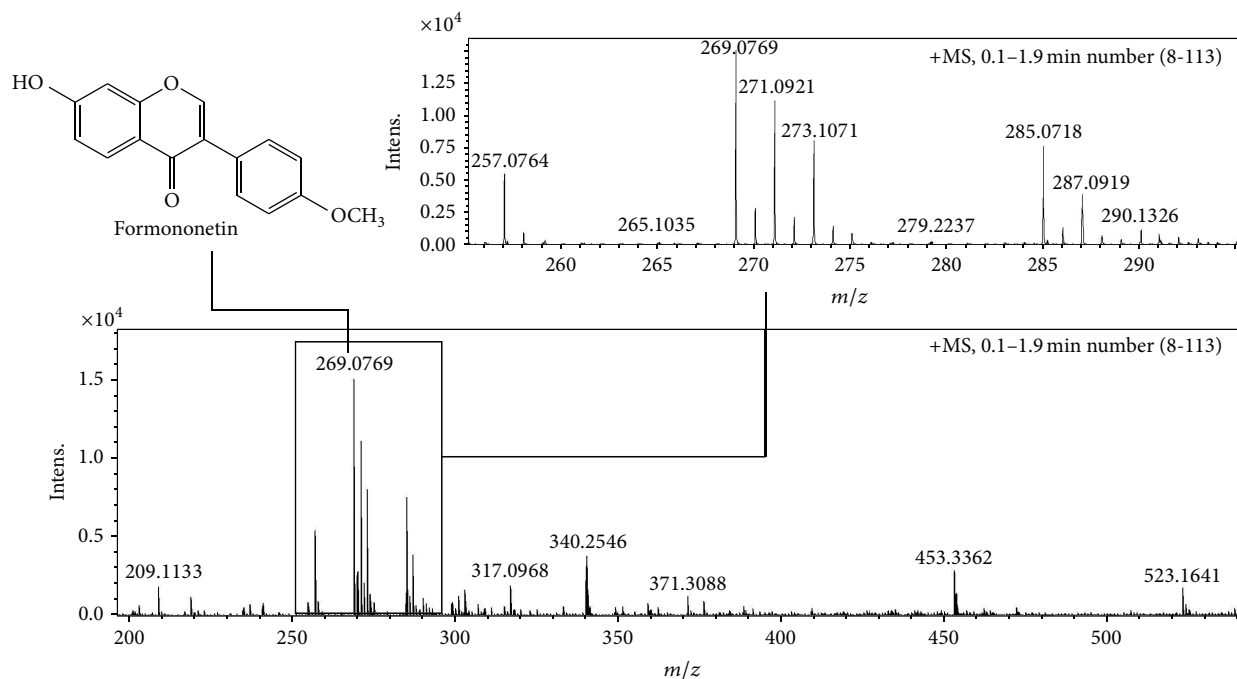 HO
O
O
OCH3
Formononetin
×10^4
+MS, 0.1–1.9 min number (8-113)
269.0769
271.0921
273.1071
257.0764
265.1035
279.2237
285.0718
287.0919
290.1326
1.25
1.00
0.75
0.50
0.25
0.00
Intens.
260 265 270 275 280 285 290
m/z
×10^4
+MS, 0.1–1.9 min number (8-113)
269.0769
209.1133
317.0968
340.2546
371.3088
453.3362
523.1641
1.5
1.0
0.5
0.0
Intens.
200 250 300 350 400 450 500
m/z